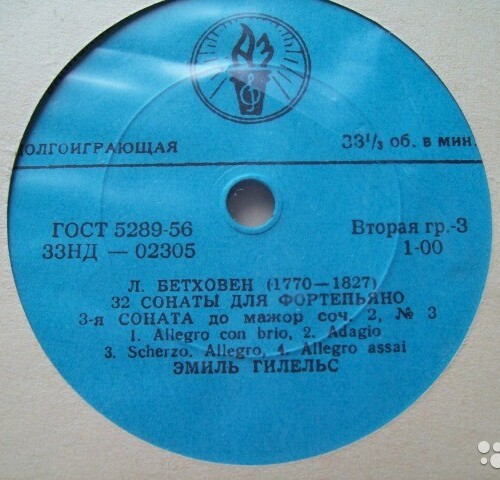 АЗ
ДОЛГОИГРАЮЩАЯ 33⅓ об. в мин.
ГОСТ 5289-56 Вторая гр.-3
33НД — 02305 1-00
Л. БЕТХОВЕН (1770—1827)
32 СОНАТЫ ДЛЯ ФОРТЕПЬЯНО
3-я СОНАТА до мажор соч. 2, № 3
1. Allegro con brio, 2. Adagio
3. Scherzo. Allegro, 4. Allegro assai
ЭМИЛЬ ГИЛЕЛЬС